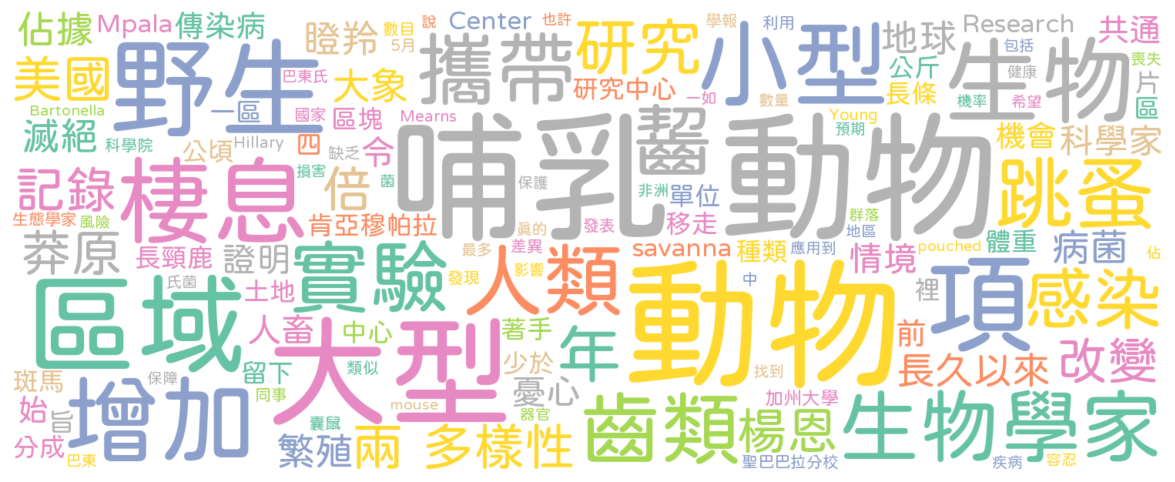 佔據 Mpala 傳染病 瞪羚 數目 說 Center 也許 研究 小型 學報 利用 地球 Research 生物 共通
美國 野生 巴東氏 大象 5月 攜帶 研究中心 一如 數量 公斤 長條 包括 健康 喪失 片
Bartonella 一區 國家 區塊 Mearns 齧 動物 Young 預期 機率 希望 區
滅絕 科學院 公頃 Hillary 四 缺乏 令 哺乳 機會 科學家
記錄 棲息 損害 倍 菌 保護 非洲 單位 跳蚤
生態學家 風險 肯亞穆帕拉 眞的 發表 移走 群落 地區
莽原 長頸鹿 證明 最多 差異 savanna 種類 應用到 情境 pouched 體重 病菌 佔
氏菌 土地 實驗 發現 影響 人類 動物 中 裡 項 感染
區域 人畜 中心 大型 著手 年 前 改變
斑馬 保障 留下 類似 少於 憂心 找到 長久以來
始 旨 增加 同事 mouse 器官 齒類 楊恩 加州大學 生物學家
分成 巴東 繁殖 囊鼠 兩 多樣性 聖巴巴拉分校 疾病 容忍